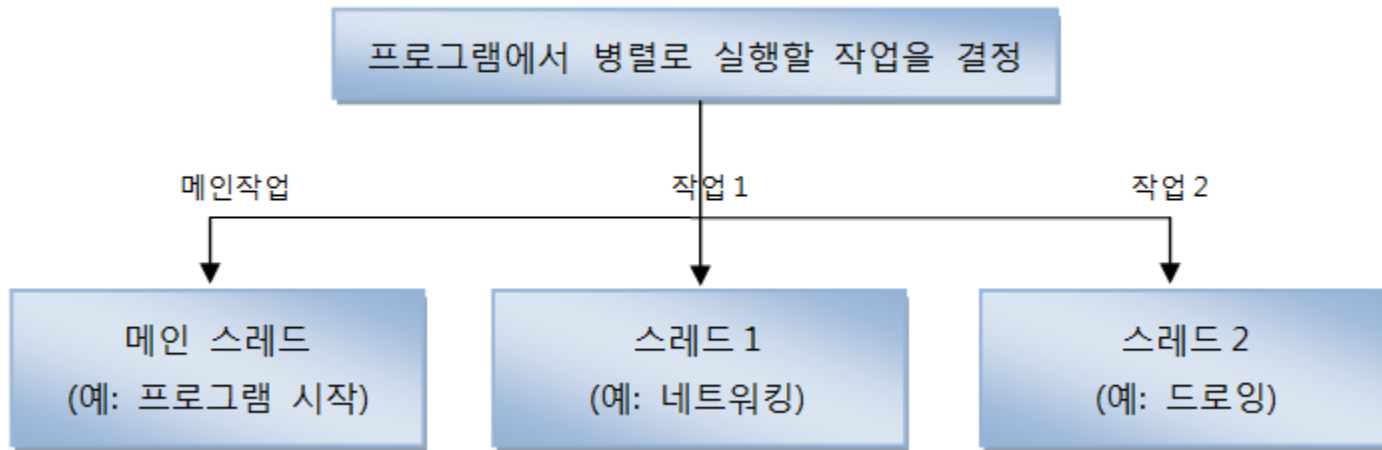 프로그램에서 병렬로 실행할 작업을 결정
메인작업
작업 1
작업 2
메인 스레드
(예: 프로그램 시작)
스레드 1
(예: 네트워킹)
스레드 2
(예: 드로잉)